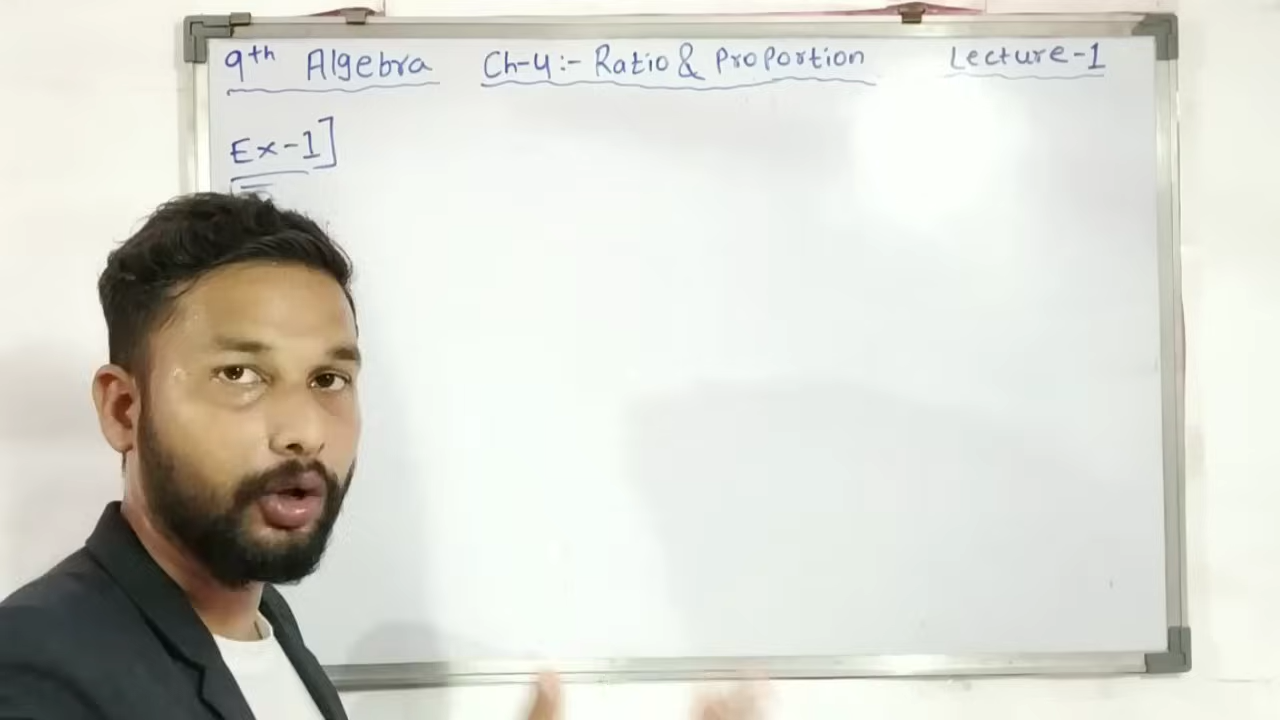 9th Algebra Ch-4:- Ratio & Proportion Lecture-1
Ex-1]